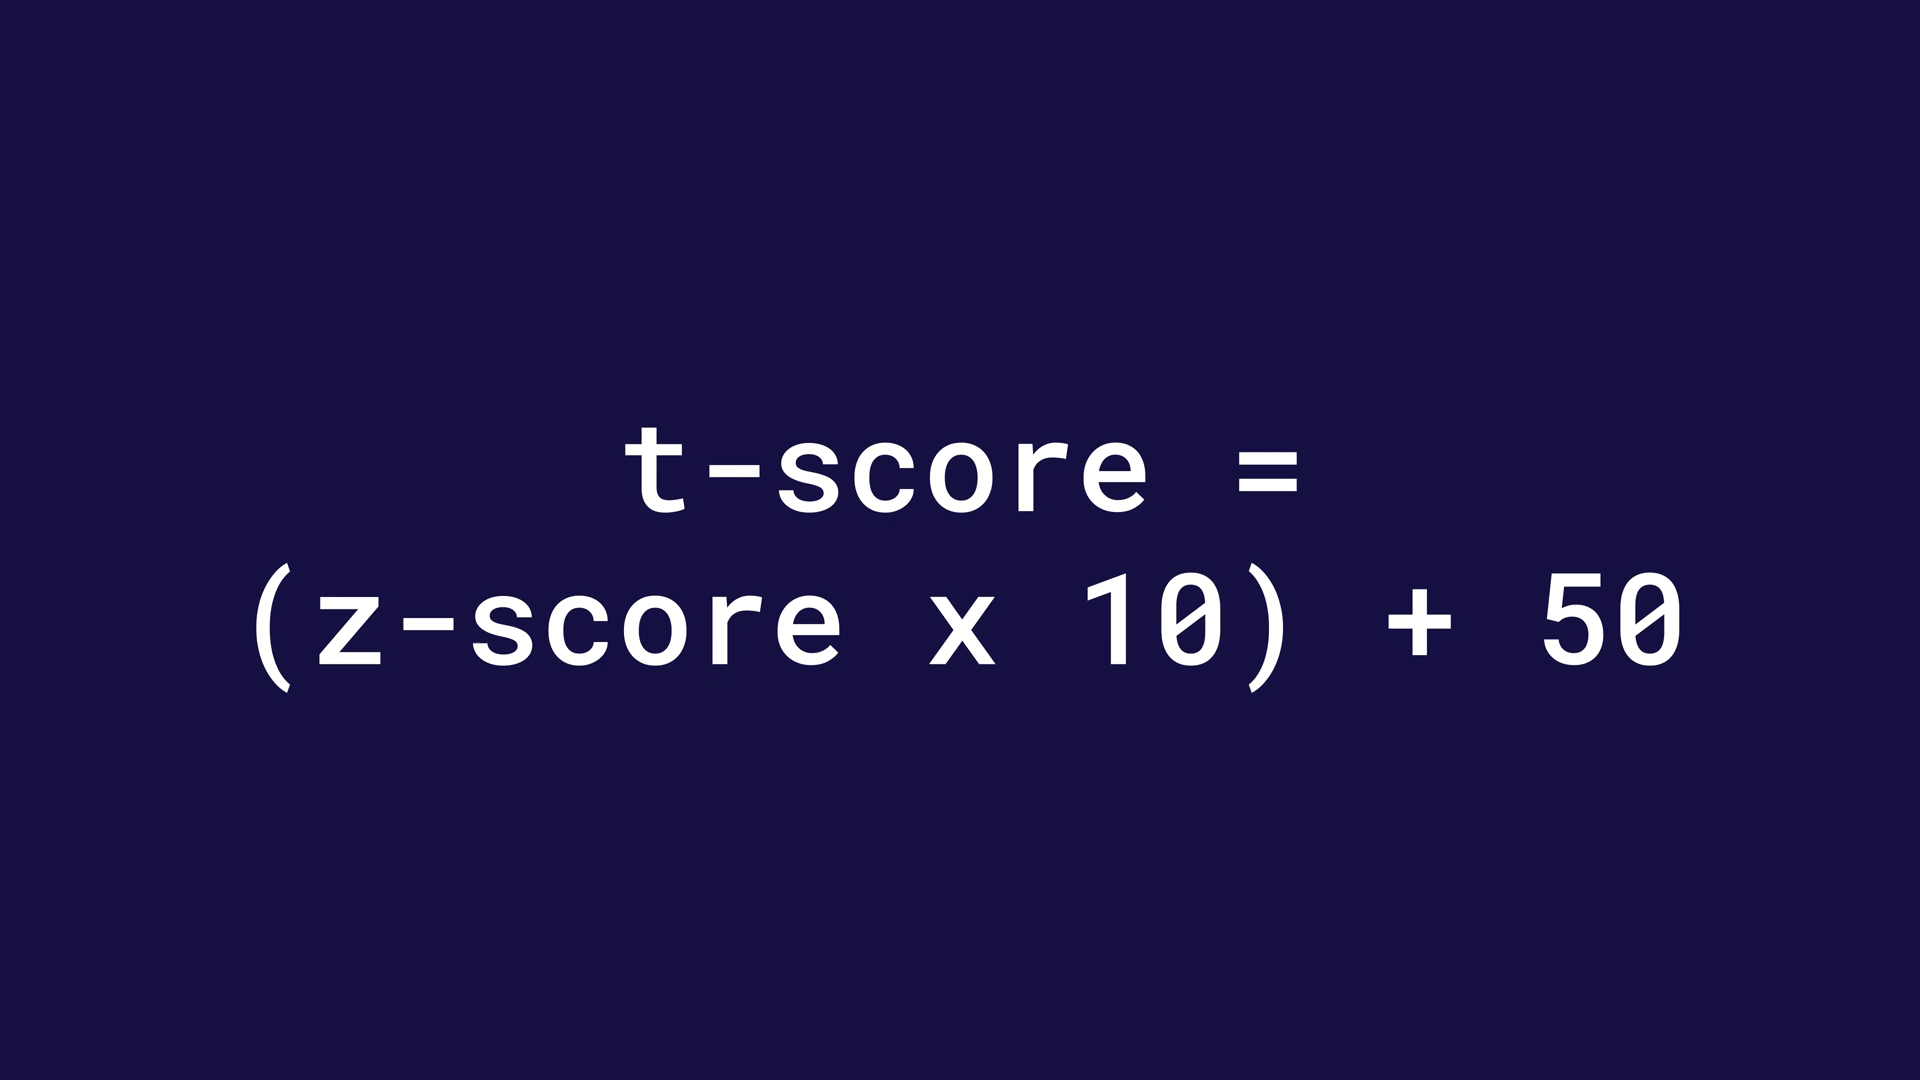 t-score =
(z-score x 10) + 50